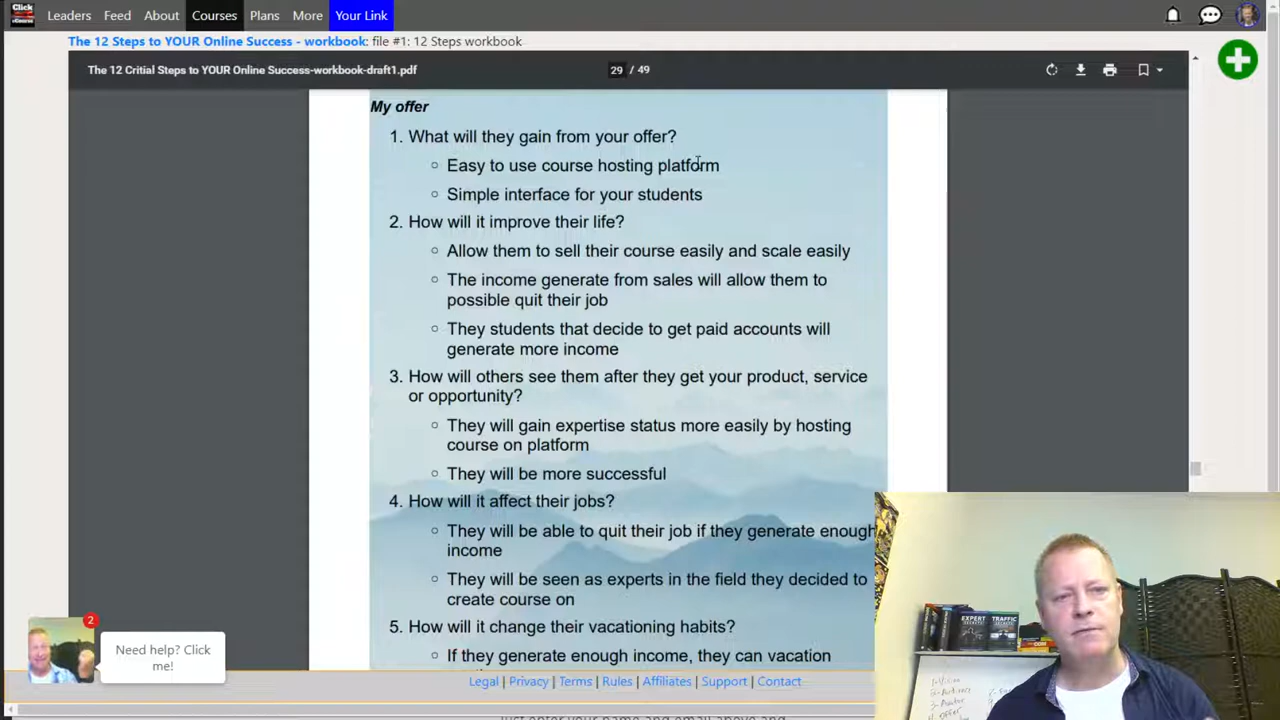 Click
Leaders Feed About Courses Plans More Your Link
The 12 Steps to YOUR Online Success - workbook: file #1: 12 Steps workbook
The 12 Critial Steps to YOUR Online Success-workbook-draft1.pdf
29 / 49
My offer
1. What will they gain from your offer?
Easy to use course hosting platform
Simple interface for your students
2. How will it improve their life?
Allow them to sell their course easily and scale easily
The income generate from sales will allow them to
possible quit their job
They students that decide to get paid accounts will
generate more income
3. How will others see them after they get your product, service
or opportunity?
They will gain expertise status more easily by hosting
course on platform
They will be more successful
4. How will it affect their jobs?
They will be able to quit their job if they generate enough
income
They will be seen as experts in the field they decided to
create course on
5. How will it change their vacationing habits?
If they generate enough income, they can vacation
2
Need help? Click
me!
EXPERT
SECRETS
TRAFFIC
SECRETS
Legal | Privacy | Terms | Rules | Affiliates | Support | Contact